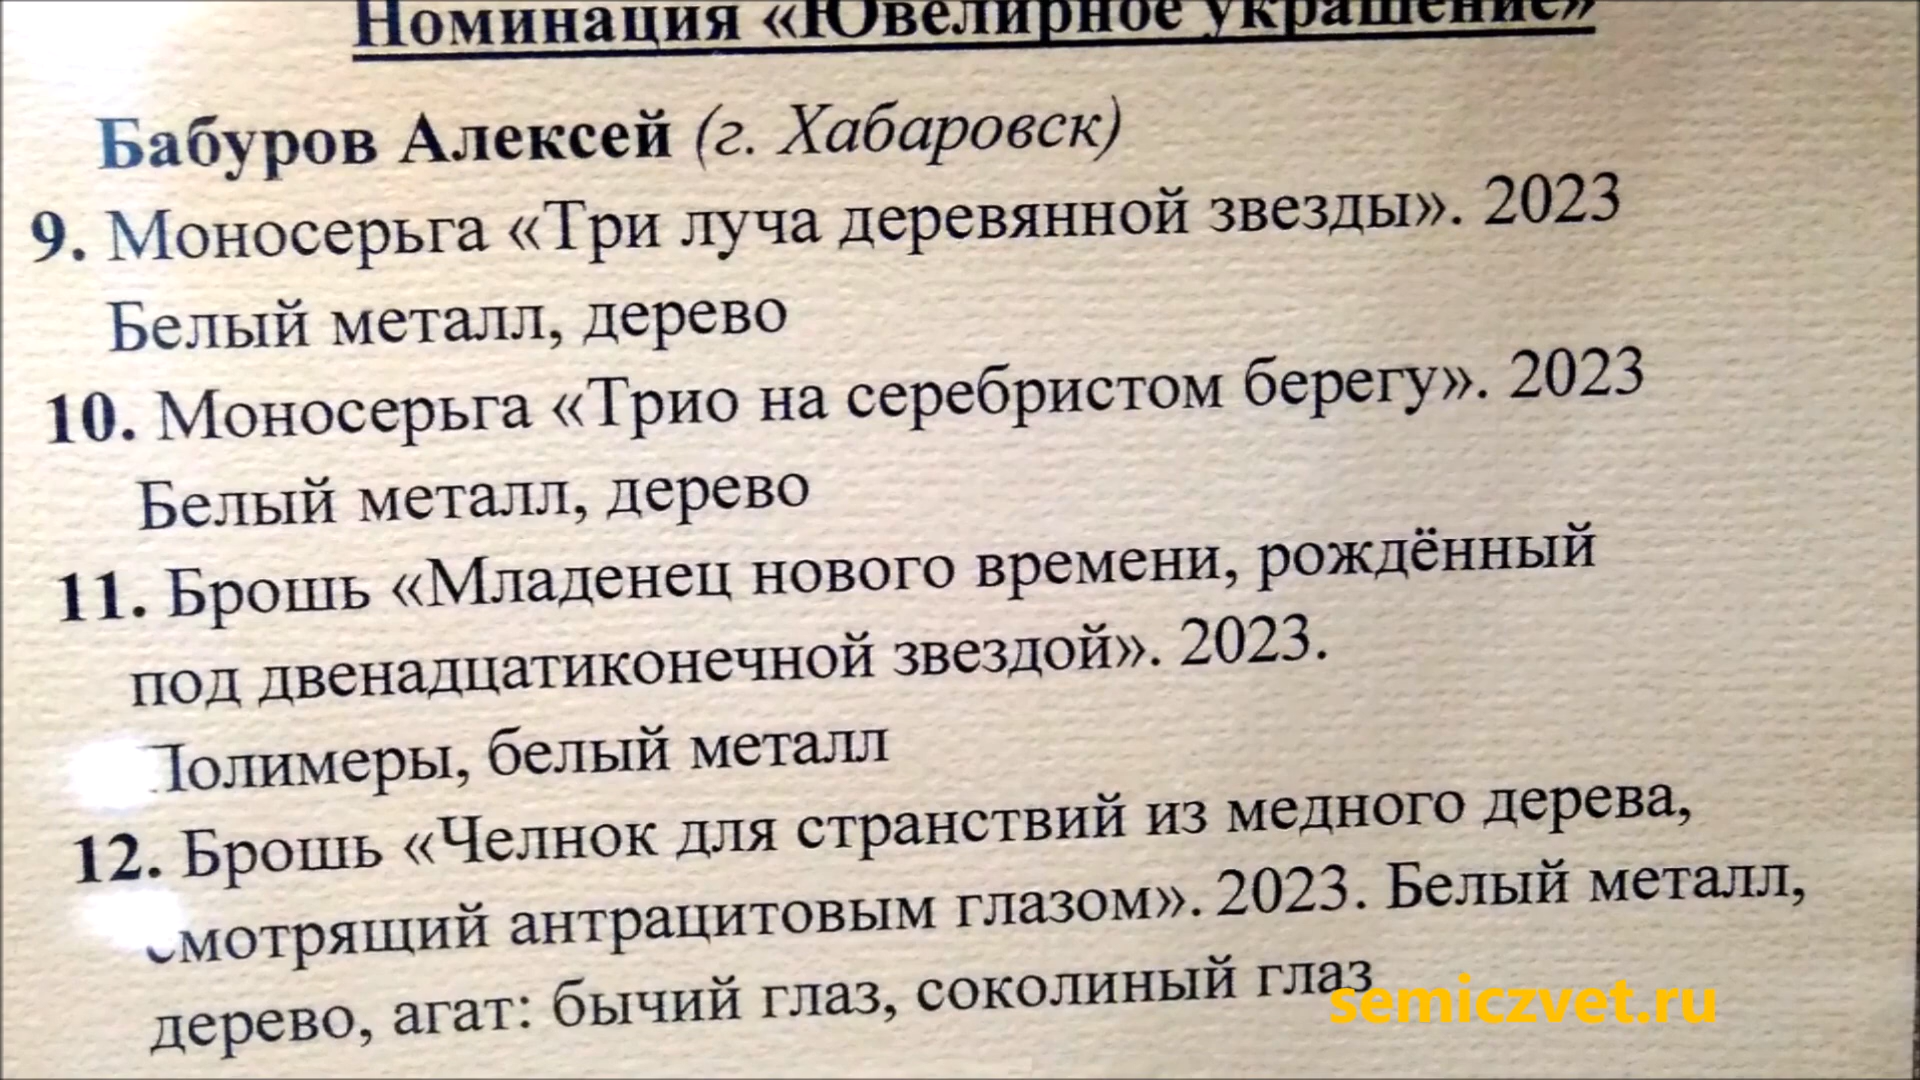 Номинация «Ювелирное украшение»
Бабуров Алексей (г. Хабаровск)
9. Моносерьга «Три луча деревянной звезды». 2023
Белый металл, дерево
10. Моносерьга «Трио на серебристом берегу». 2023
Белый металл, дерево
11. Брошь «Младенец нового времени, рождённый
под двенадцатиконечной звездой». 2023.
Полимеры, белый металл
12. Брошь «Челнок для странствий из медного дерева,
смотрящий антрацитовым глазом». 2023. Белый металл,
дерево, агат: бычий глаз, соколиный глаз
semiczvet.ru